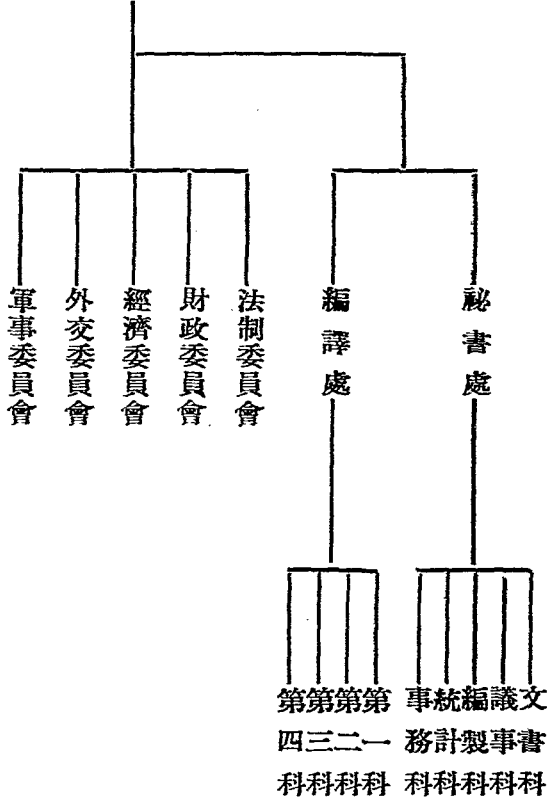 祕書處
編譯處
法制委員會
財政委員會
經濟委員會
外交委員會
軍事委員會
文書科
議事科
編製科
統計科
事務科
第一科
第二科
第三科
第四科